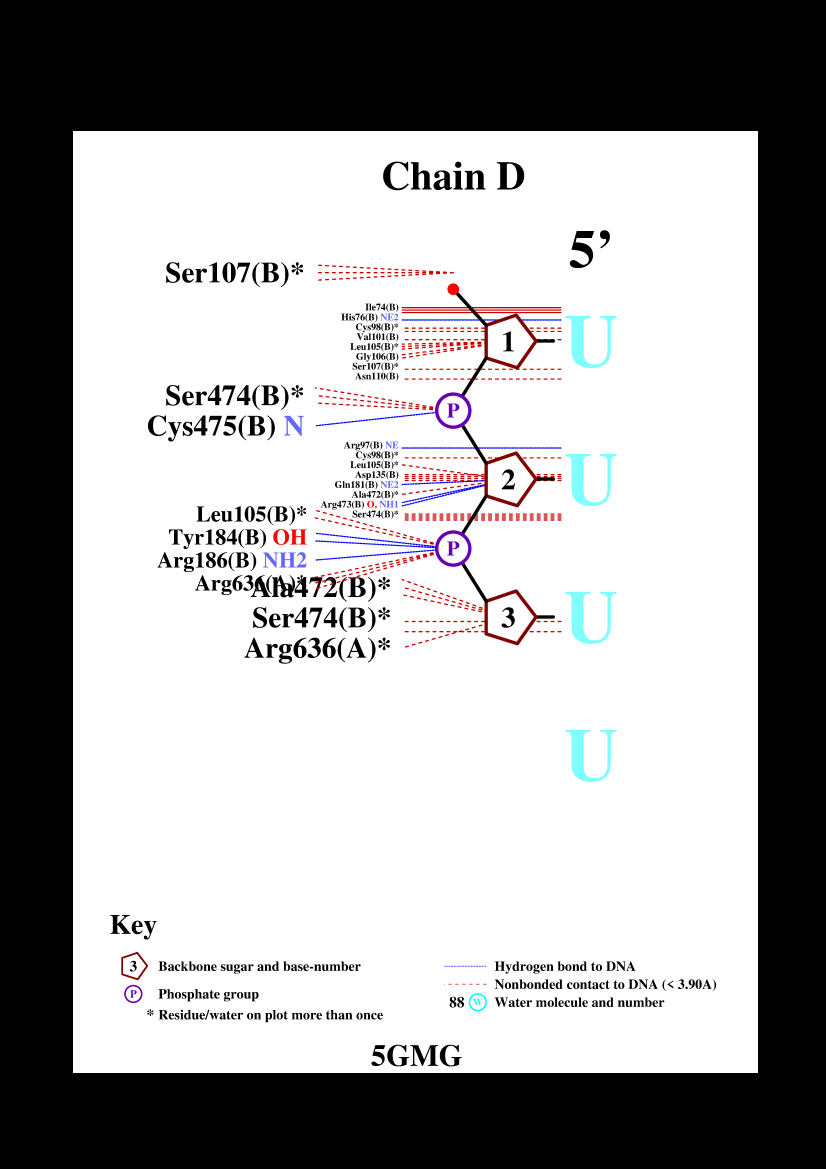 Chain D
5’
Ser107(B)*
Ile74(B)
His76(B) NE2
Cys98(B)*
Val101(B)
Leu105(B)*
Gly106(B)
Ser107(B)*
Asn110(B)
1
U
Ser474(B)*
P
Cys475(B) N
Arg97(B) NE
Cys98(B)*
Leu105(B)*
Asp135(B)
Gln181(B) NE2
Ala472(B)*
Arg473(B) O, NH1
Ser474(B)*
2
U
Leu105(B)*
Tyr184(B) OH
P
Arg186(B) NH2
Arg636(A)*
Ala472(B)*
Ser474(B)*
Arg636(A)*
3
U
U
Key
3 Backbone sugar and base-number
P Phosphate group
* Residue/water on plot more than once
Hydrogen bond to DNA
Nonbonded contact to DNA (< 3.90A)
88 W Water molecule and number
5GMG